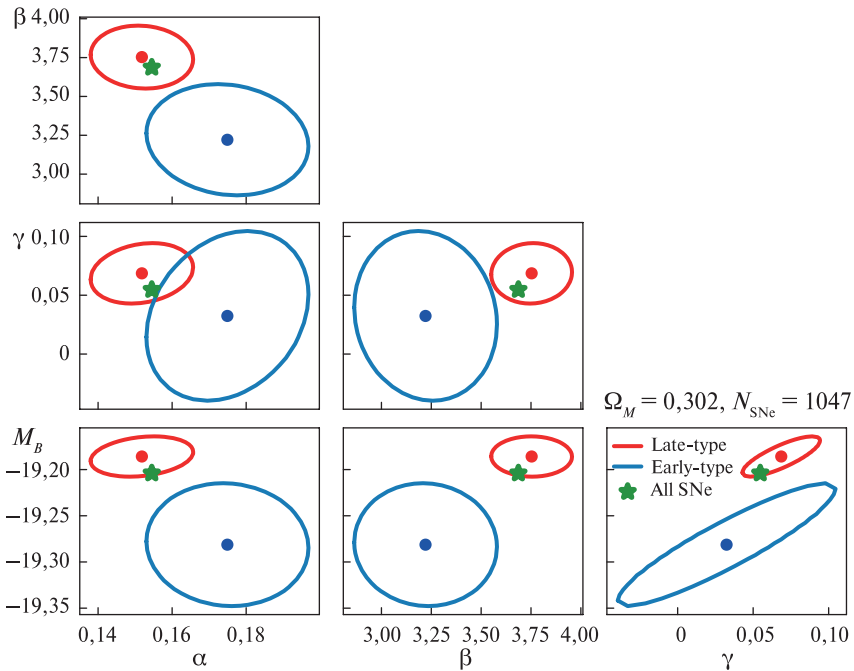 β 4,00
3,75
3,50
3,25
3,00
γ 0,10
0,05
0
Ω_M = 0,302, N_SNe = 1047
M_B
−19,20
−19,25
−19,30
−19,35
Late-type
Early-type
All SNe
0,14 0,16 0,18
3,00 3,25 3,50 3,75 4,00
0 0,05 0,10
α
β
γ